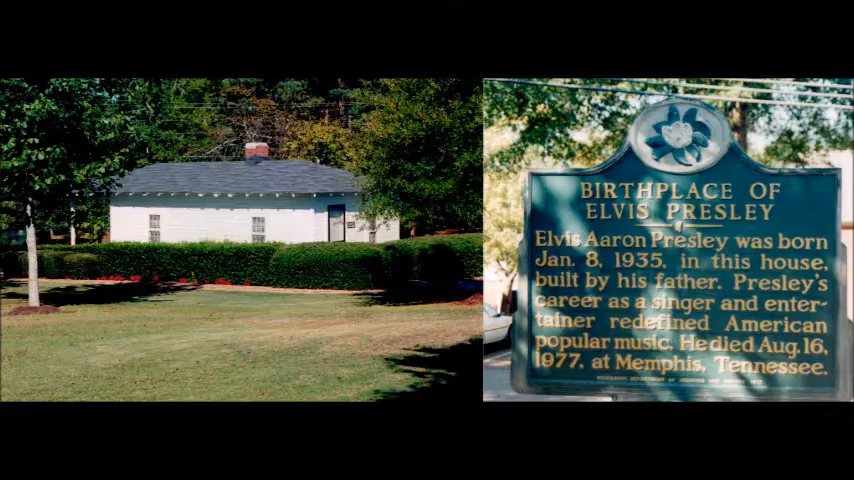 BIRTHPLACE OF
ELVIS PRESLEY
Elvis Aaron Presley was born
Jan. 8, 1935, in this house,
built by his father. Presley's
career as a singer and enter-
tainer redefined American
popular music. He died Aug. 16,
1977, at Memphis, Tennessee.